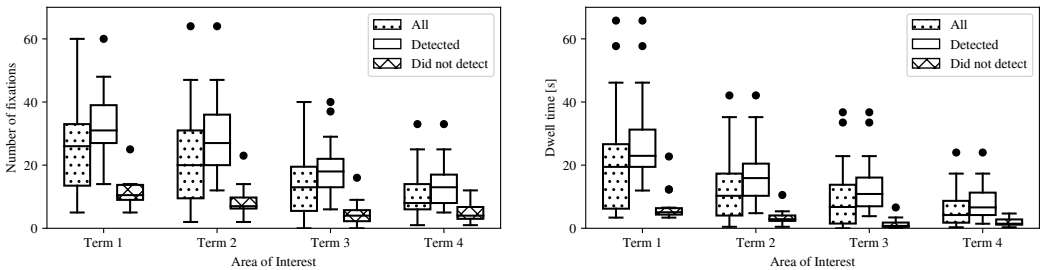 Number of fixations
60
40
20
0
All
Detected
Did not detect
Term 1
Term 2
Term 3
Term 4
Area of Interest
Dwell time [s]
60
40
20
0
All
Detected
Did not detect
Term 1
Term 2
Term 3
Term 4
Area of Interest